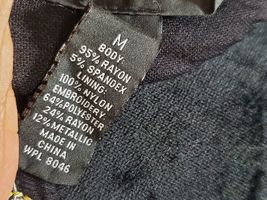 M
BODY:
95% RAYON
5% SPANDEX
LINING:
100% NYLON
EMBROIDERY:
64% POLYESTER
24% RAYON
12% METALLIC
MADE IN
CHINA
WPL 8046